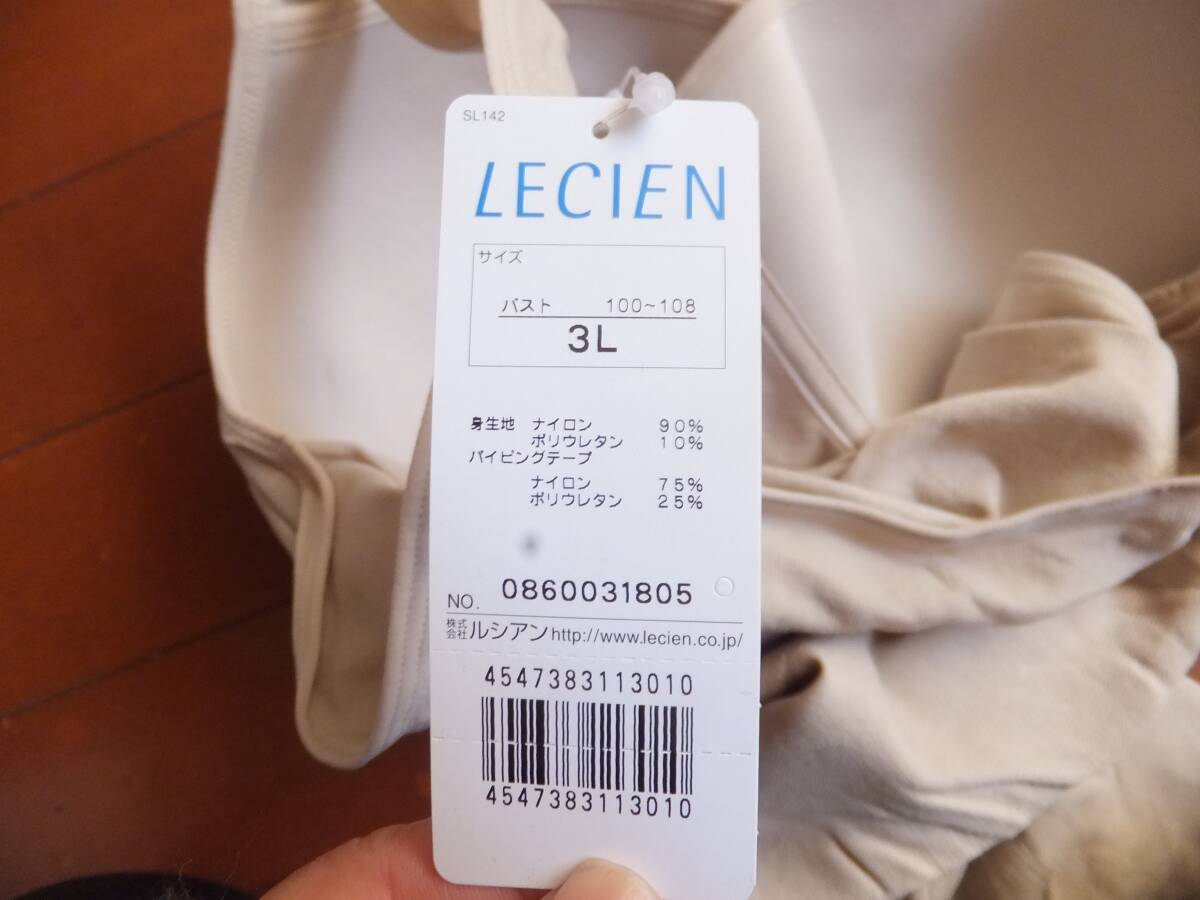 SL142
LECIEN
サイズ
バスト 100~108
3L
身生地 ナイロン 90%
ポリウレタン 10%
パイピングテープ
ナイロン 75%
ポリウレタン 25%
NO. 0860031805
株式会社 ルシアン http://www.lecien.co.jp/
4547383113010
4547383113010